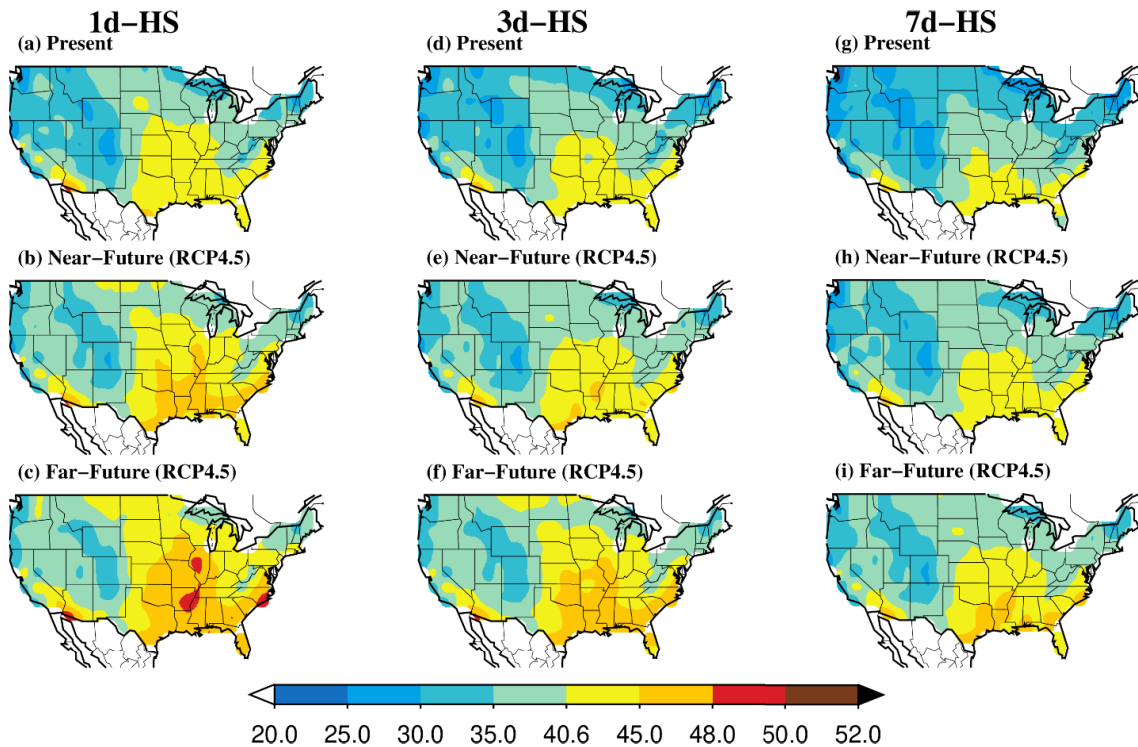 1d−HS 3d−HS 7d−HS
(a) Present (d) Present (g) Present
(b) Near−Future (RCP4.5) (e) Near−Future (RCP4.5) (h) Near−Future (RCP4.5)
(c) Far−Future (RCP4.5) (f) Far−Future (RCP4.5) (i) Far−Future (RCP4.5)
20.0 25.0 30.0 35.0 40.6 45.0 48.0 50.0 52.0